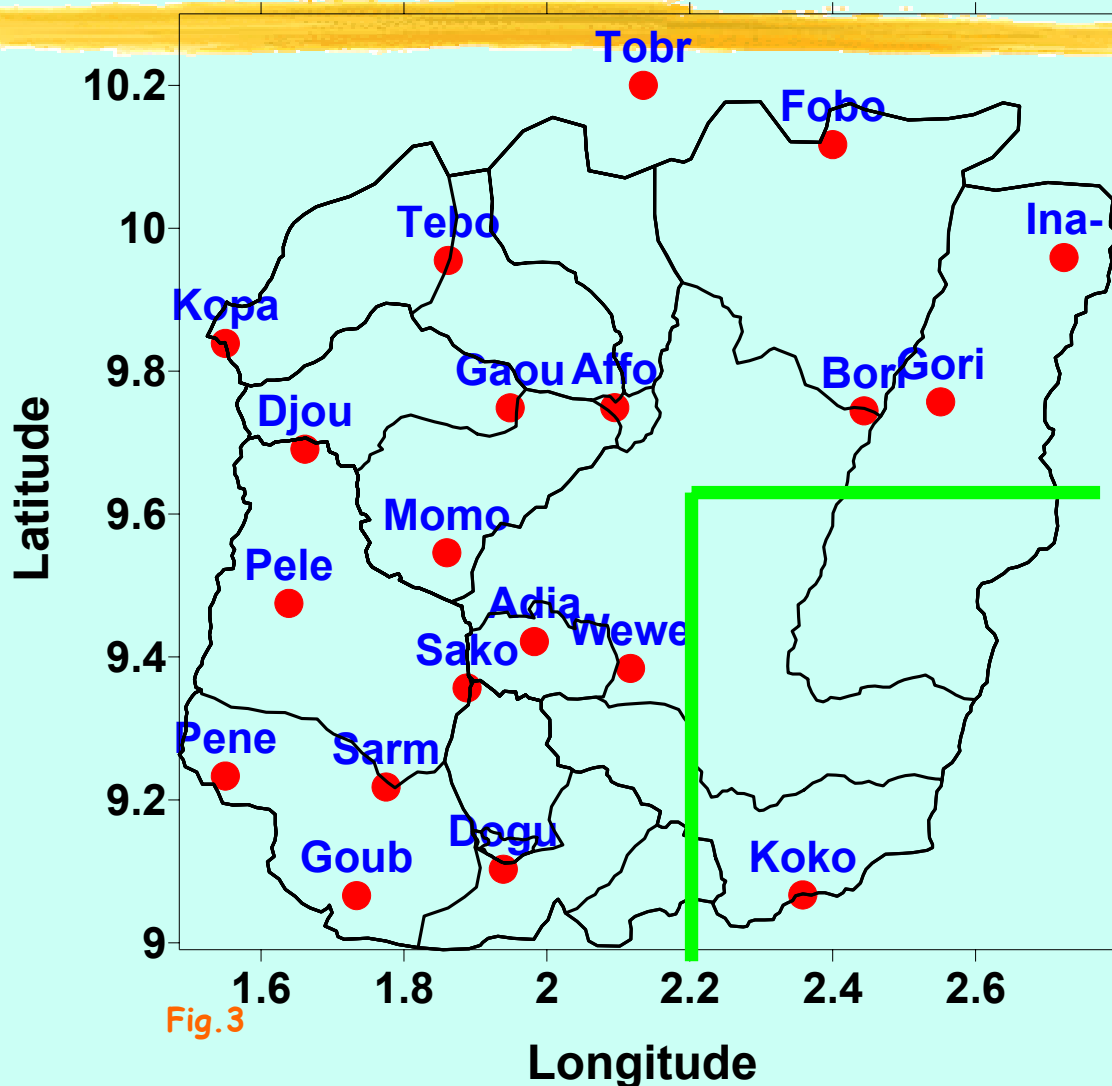 Tobr
10.2
Fobo
10
Tebo
Ina-
Kopa
9.8
Gaou
Affo
Bori
Gori
Djou
Latitude
9.6
Momo
Pele
Adja
Wewe
9.4
Sako
Pene
Sarm
9.2
Dogu
Goub
Koko
9
1.6
1.8
2
2.2
2.4
2.6
Fig.3
Longitude